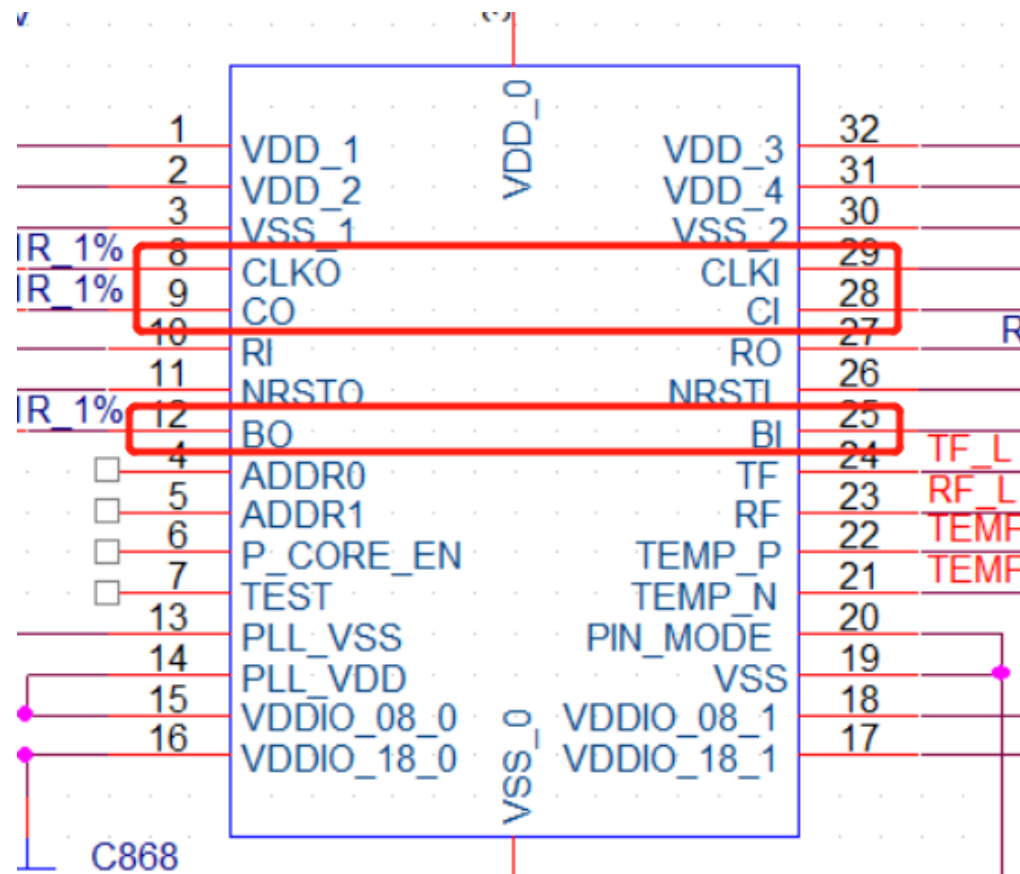 VDD_0
1 VDD_1 VDD_3 32
2 VDD_2 VDD_4 31
3 VSS_1 VSS_2 30
IR_1% 8 CLKO CLKI 29
IR_1% 9 CO CI 28
10 RI RO 27
R
11 NRSTO NRSTI 26
IR_1% 12 BO BI 25
4 ADDR0 TF 24 TF_L
5 ADDR1 RF 23 RF_L
6 P_CORE_EN TEMP_P 22 TEMP
7 TEST TEMP_N 21 TEMP
13 PLL_VSS PIN_MODE 20
14 PLL_VDD VSS 19
15 VDDIO_08_0 VDDIO_08_1 18
16 VDDIO_18_0 VDDIO_18_1 17
VSS_0
C868